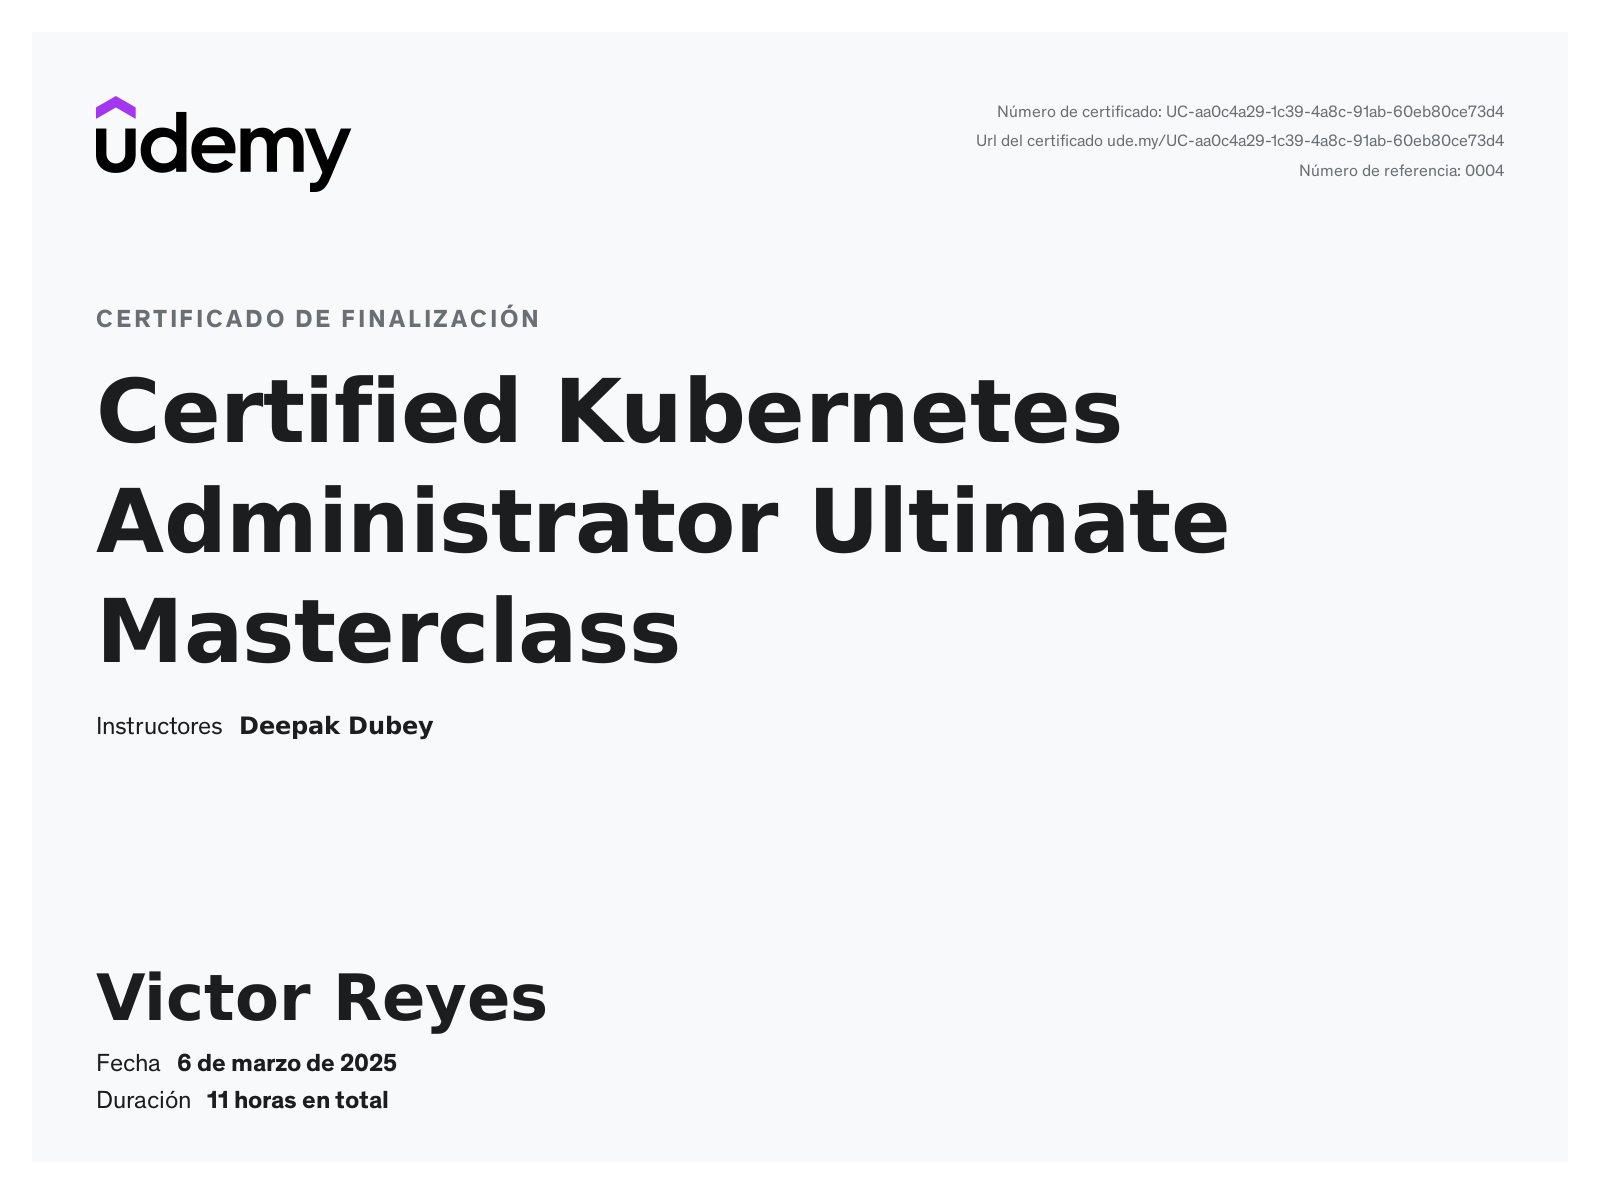 udemy
Número de certificado: UC-aa0c4a29-1c39-4a8c-91ab-60eb80ce73d4
Url del certificado ude.my/UC-aa0c4a29-1c39-4a8c-91ab-60eb80ce73d4
Número de referencia: 0004
CERTIFICADO DE FINALIZACIÓN
Certified Kubernetes
Administrator Ultimate
Masterclass
Instructores Deepak Dubey
Victor Reyes
Fecha 6 de marzo de 2025
Duración 11 horas en total